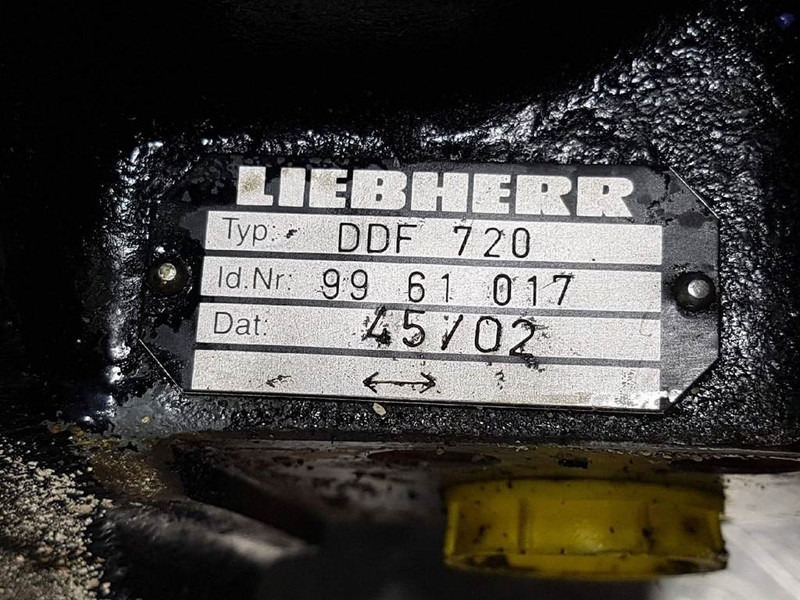 LIEBHERR
Typ: DDF 720
Id.Nr: 99 61 017
Dat: 45/02